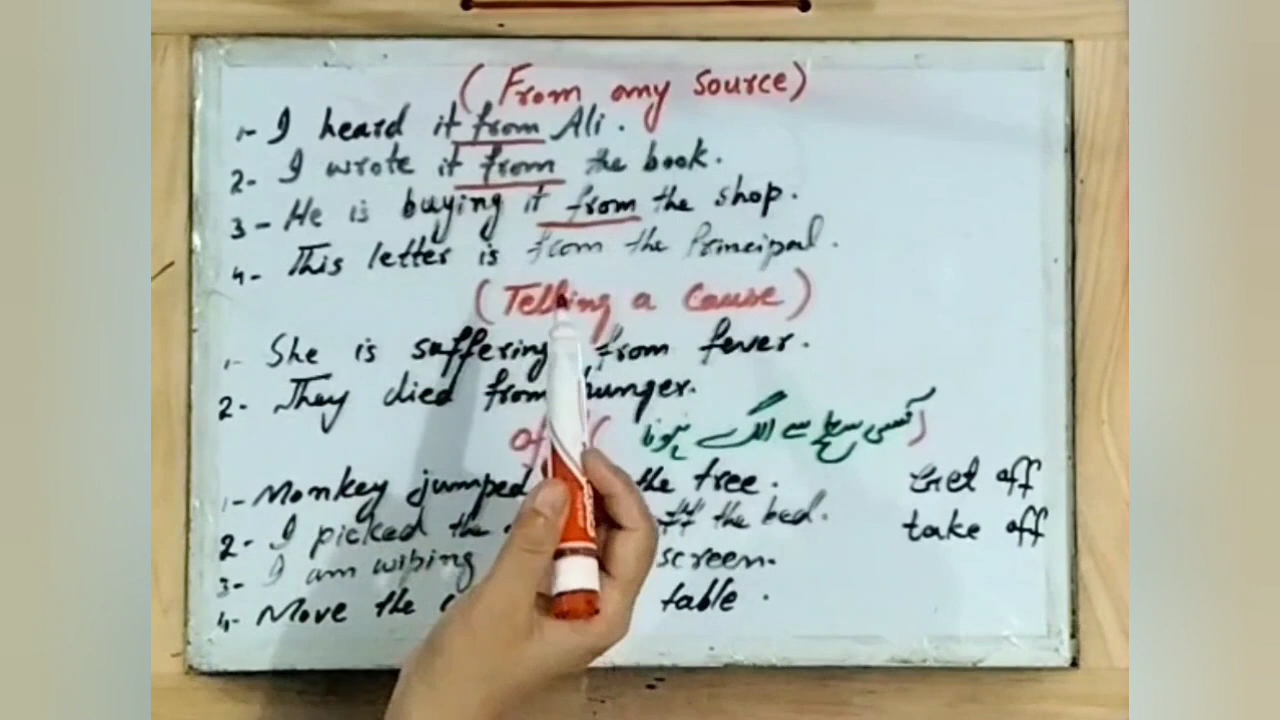 (From any source)
1- I heard it from Ali.
2- I wrote it from the book.
3- He is buying it from the shop.
4- This letter is from the Principal.
(Telling a Cause)
1- She is suffering from fever.
2- They died from hunger.
(کسی سطح سے الگ ہونا)
1- Monkey jumped the tree. Get off
2- I picked the off the bed. take off
3- I am wibing screen.
4- Move the table.